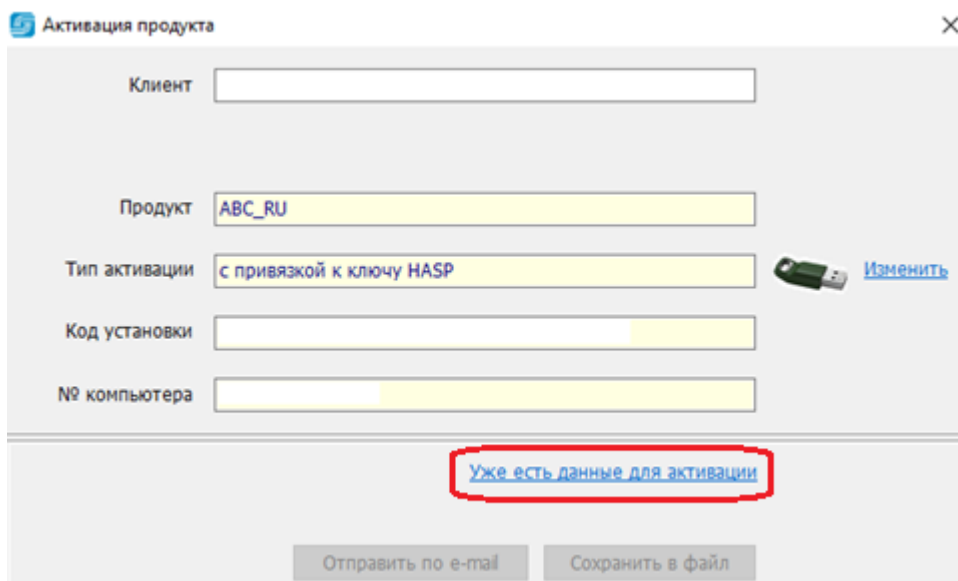 Активация продукта
Клиент
Продукт ABC_RU
Тип активации с привязкой к ключу HASP Изменить
Код установки
№ компьютера
Уже есть данные для активации
Отправить по e-mail Сохранить в файл